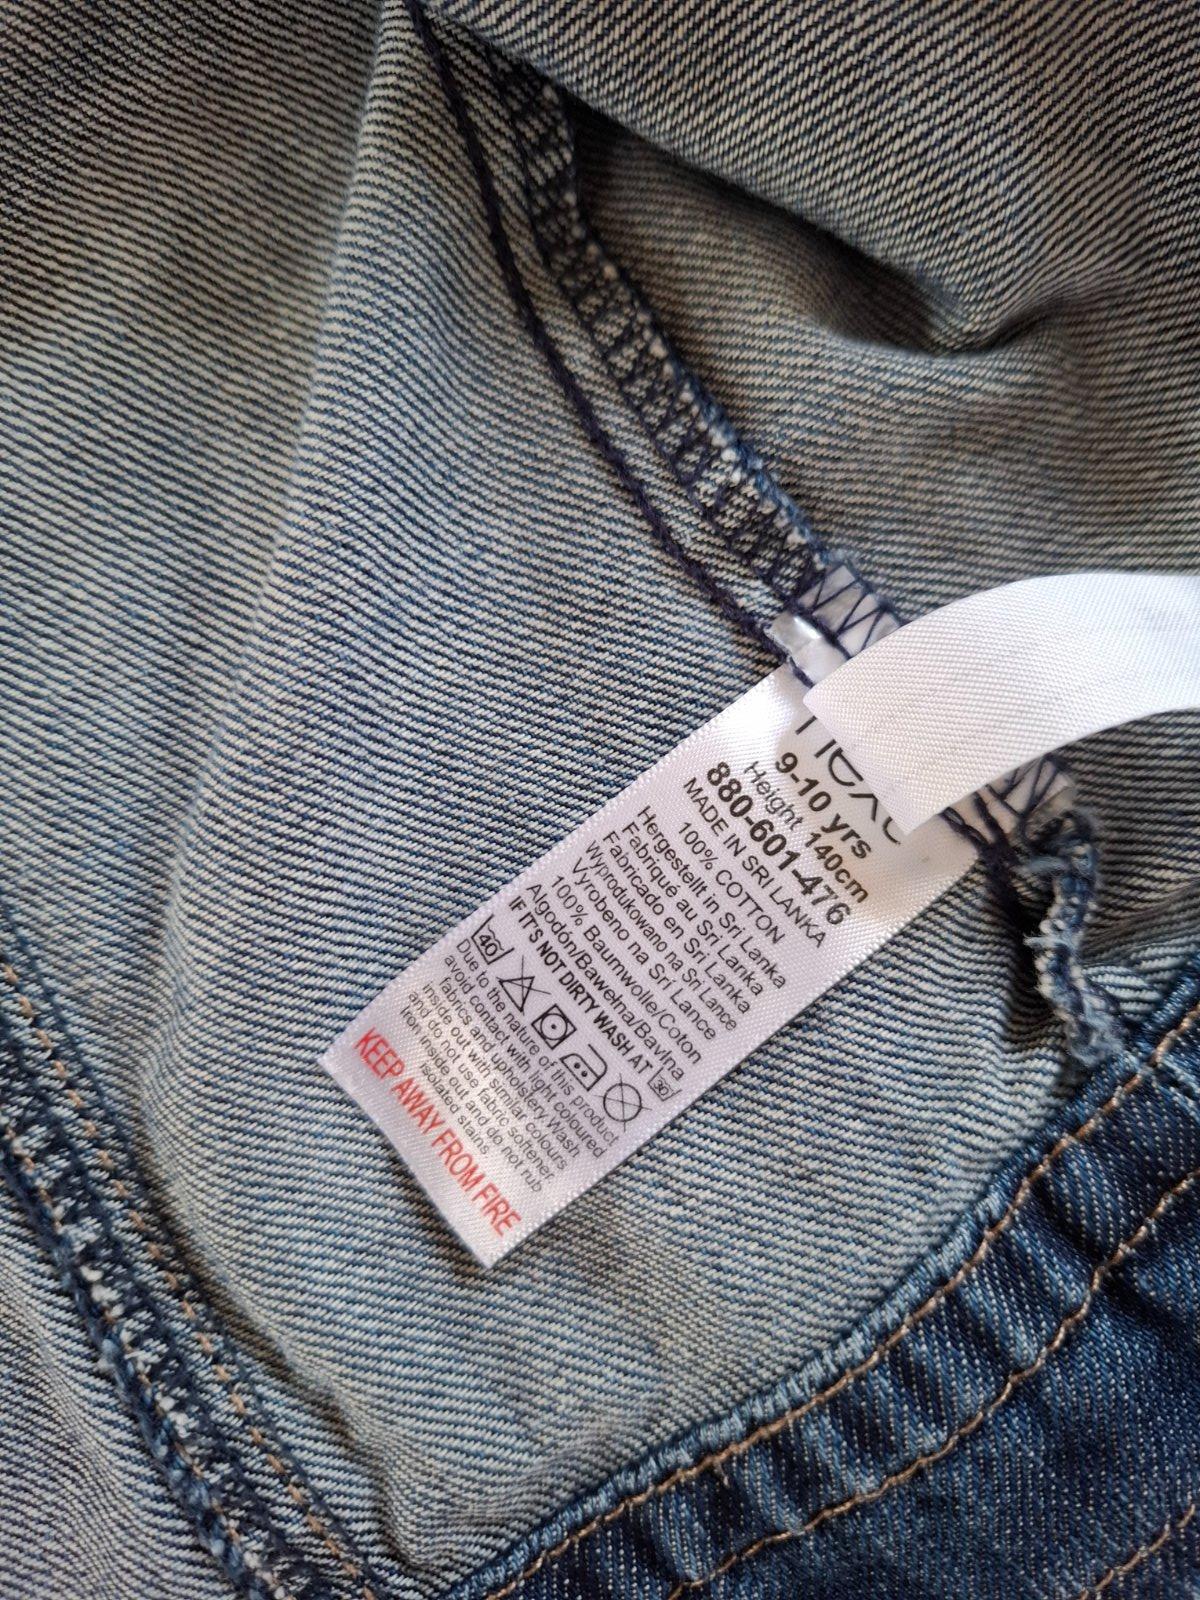 next
9-10 yrs
Height 140cm
880-601-476
MADE IN SRI LANKA
100% COTTON
Hergestellt in Sri Lanka
Fabriqué au Sri Lanka
Fabricado en Sri Lanka
Wyprodukowano na Sri Lance
Vyrobeno na Sri Lance
100% Baumwolle/Coton
Algodón/Bawełna/Bavlna
IF IT'S NOT DIRTY WASH AT 30
40
Due to the nature of this product
avoid contact with light coloured
fabrics and upholstery. Wash
inside out with similar colours
and do not use fabric softener.
Iron inside out and do not rub
isolated stains
KEEP AWAY FROM FIRE